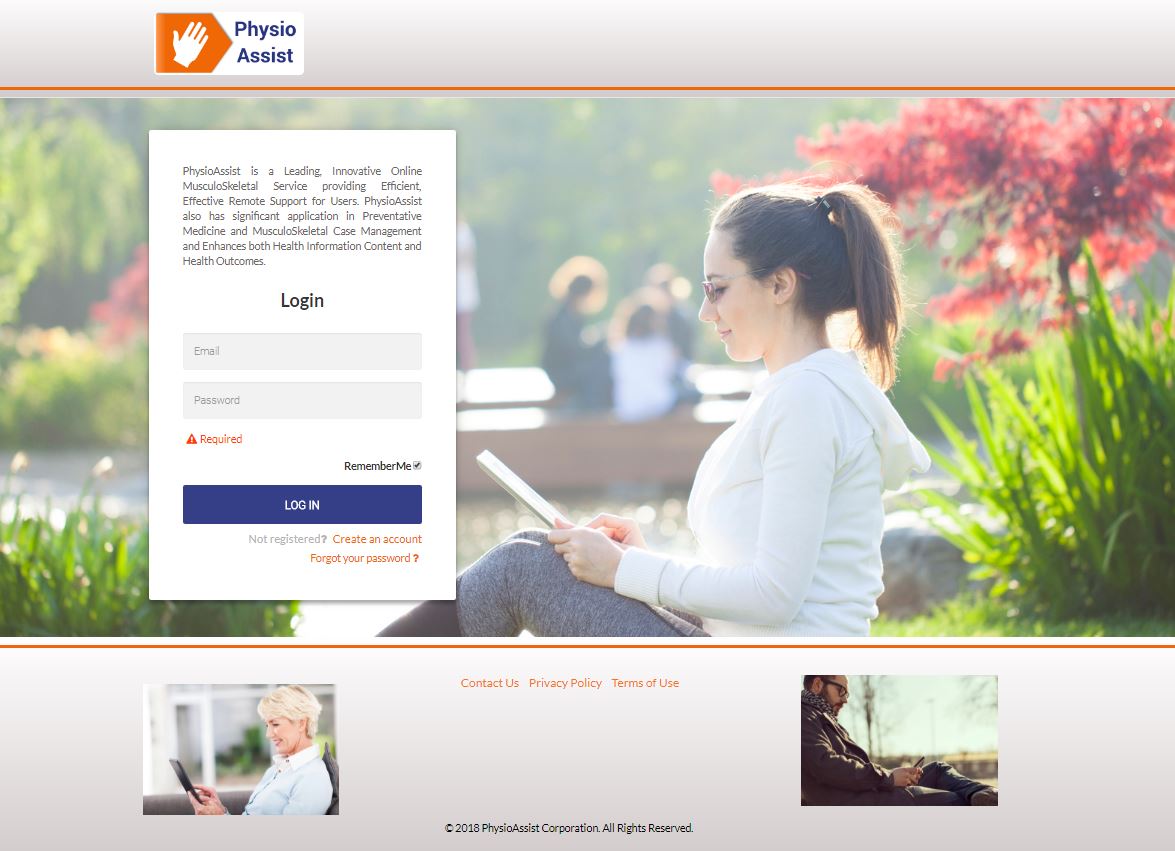 Physio
Assist
PhysioAssist is a Leading, Innovative Online
MusculoSkeletal Service providing Efficient,
Effective Remote Support for Users. PhysioAssist
also has significant application in Preventative
Medicine and MusculoSkeletal Case Management
and Enhances both Health Information Content and
Health Outcomes.
Login
Email
Password
Required
RememberMe
LOG IN
Not registered? Create an account
Forgot your password ?
Contact Us Privacy Policy Terms of Use
© 2018 PhysioAssist Corporation. All Rights Reserved.